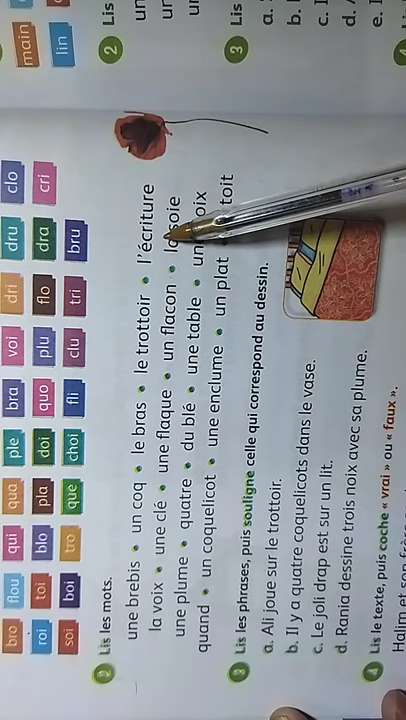 bro flou qui qua ple bra voi dri dru clo
roi toi blo pla doi quo plu flo dra cri
soi boi tro que choi fli clu tri bru
2 Lis les mots.
une brebis • un coq • le bras • le trottoir • l'écriture
la voix • une clé • une flaque • un flacon •
une plume • quatre • du blé • une table •
quand • un coquelicot • une enclume • un plat • toit
3 Lis les phrases, puis souligne celle qui correspond au dessin.
a. Ali joue sur le trottoir.
b. Il y a quatre coquelicots dans le vase.
c. Le joli drap est sur un lit.
d. Rania dessine trois noix avec sa plume.
4 Lis le texte, puis coche « vrai » ou « faux ».
Halim et son
main
lin
2 Lis
un
3 Lis
a.
b.
c.
d.
e.